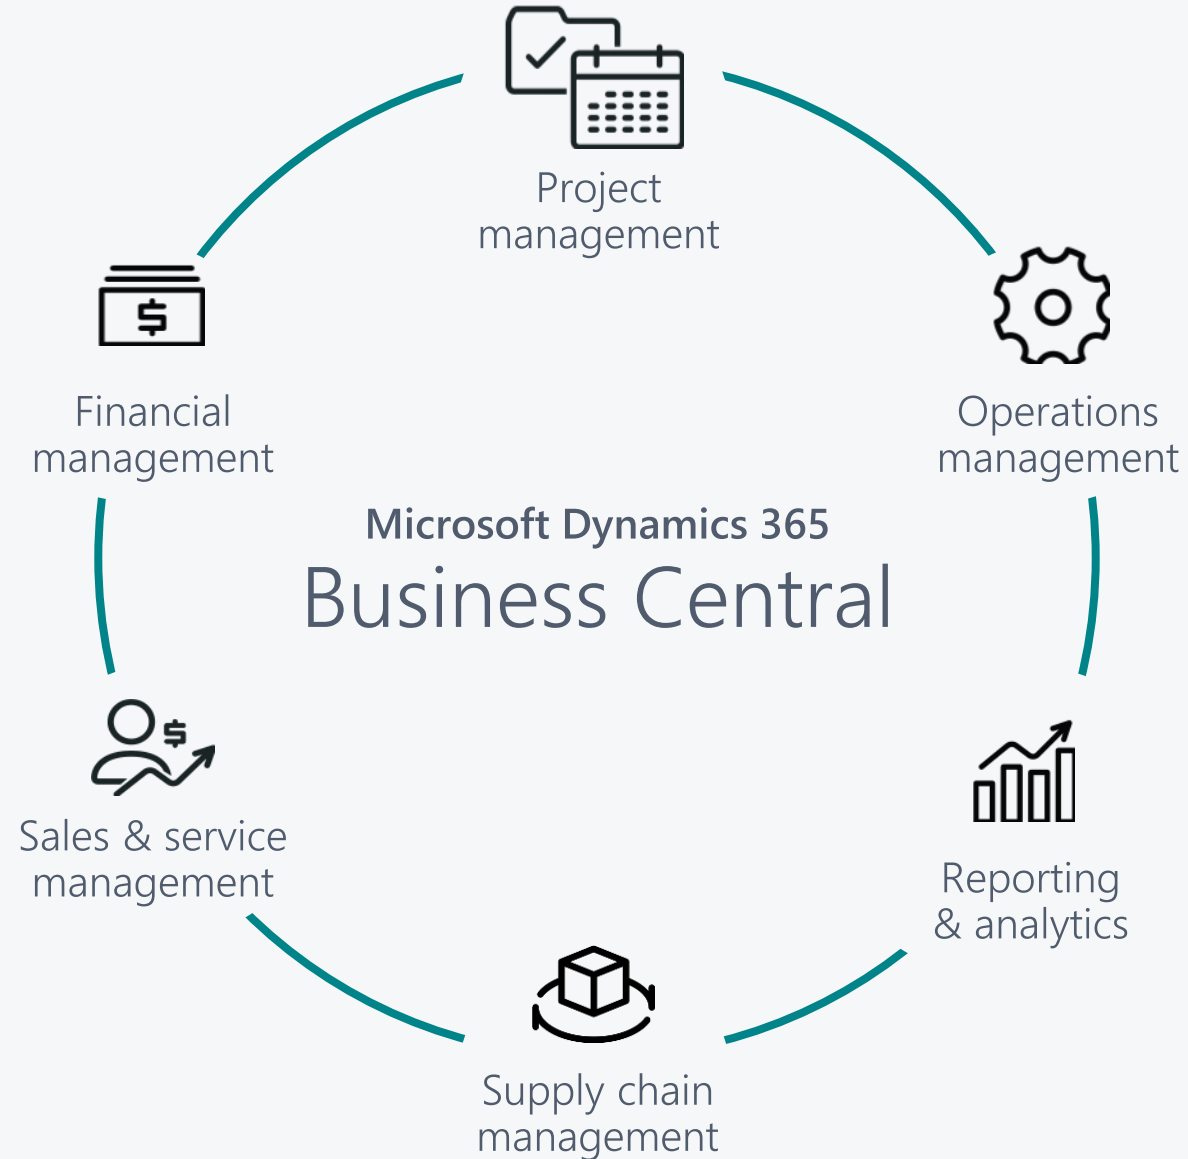 Project
management
Financial
management
Operations
management
Microsoft Dynamics 365
Business Central
Sales & service
management
Reporting
& analytics
Supply chain
management